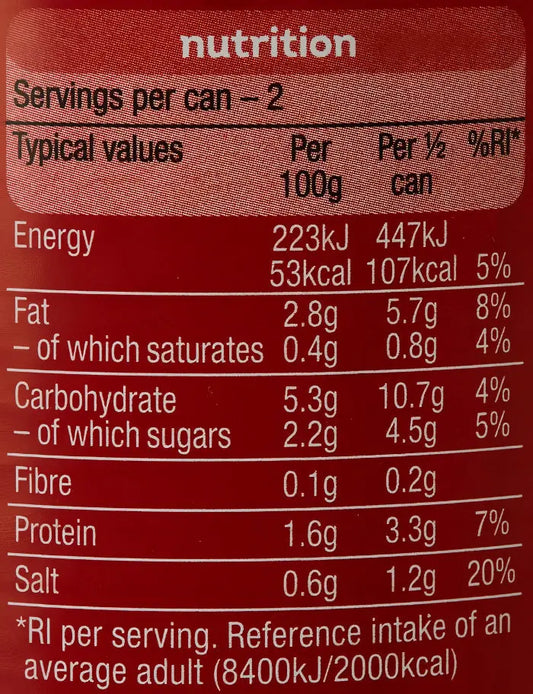 nutrition
Servings per can – 2
Typical values Per 100g Per ½ can %RI*
Energy 223kJ 447kJ
53kcal 107kcal 5%
Fat 2.8g 5.7g 8%
– of which saturates 0.4g 0.8g 4%
Carbohydrate 5.3g 10.7g 4%
– of which sugars 2.2g 4.5g 5%
Fibre 0.1g 0.2g
Protein 1.6g 3.3g 7%
Salt 0.6g 1.2g 20%
*RI per serving. Reference intake of an
average adult (8400kJ/2000kcal)